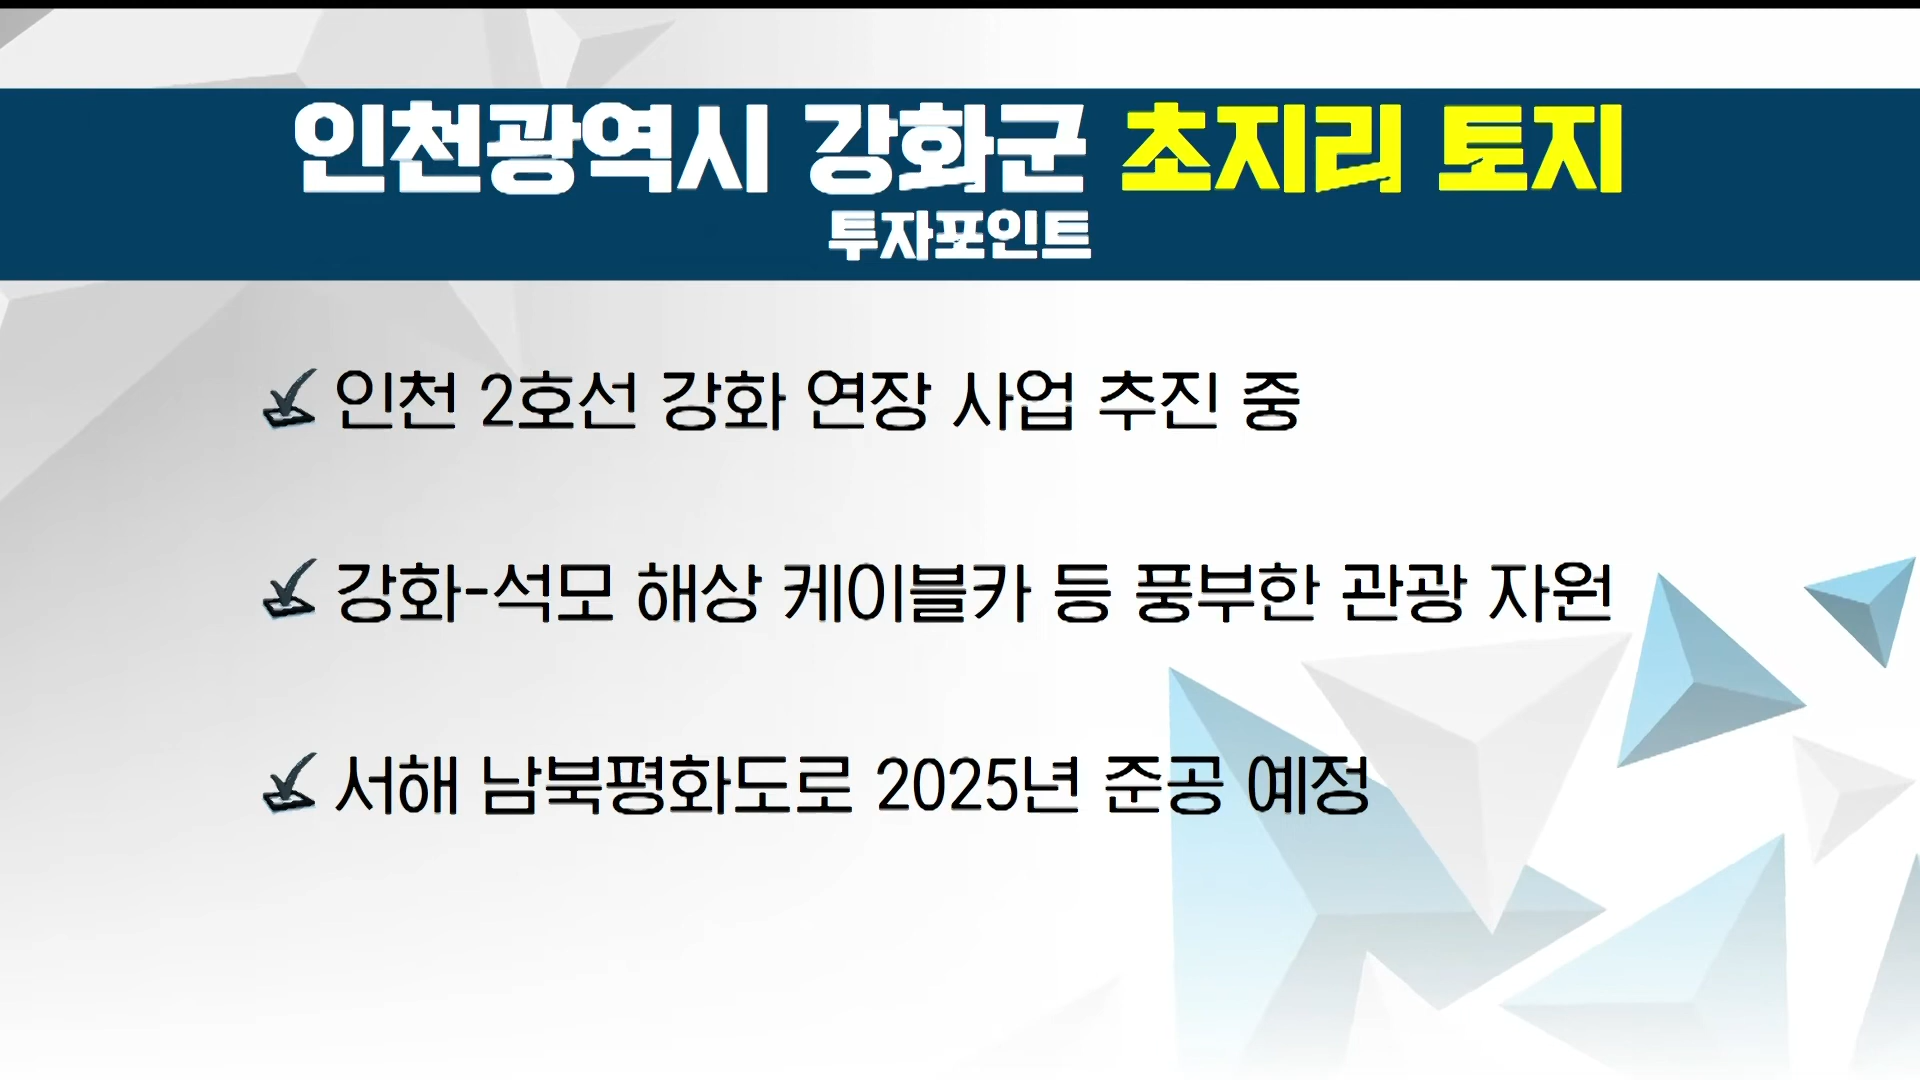 인천광역시 강화군 초지리 토지
투자포인트
인천 2호선 강화 연장 사업 추진 중
강화-석모 해상 케이블카 등 풍부한 관광 자원
서해 남북평화도로 2025년 준공 예정